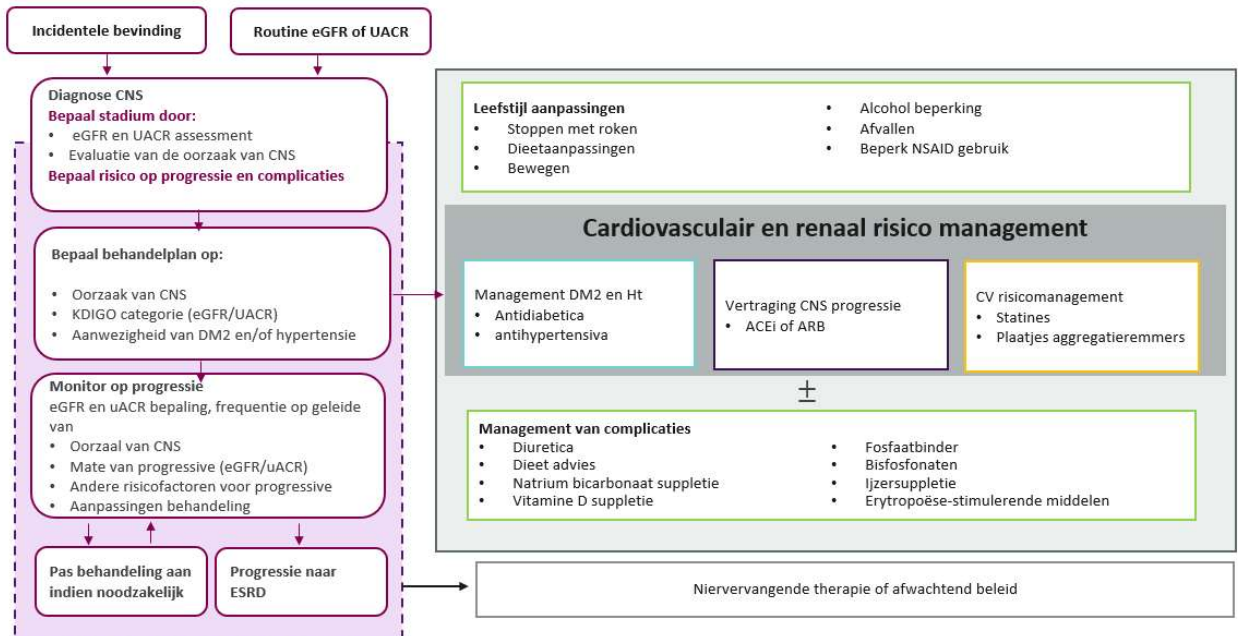 Incidentele bevinding
Routine eGFR of UACR
Diagnose CNS
Bepaal stadium door:
• eGFR en UACR assessment
• Evaluatie van de oorzaak van CNS
Bepaal risico op progressie en complicaties
Bepaal behandelplan op:
• Oorzaak van CNS
• KDIGO categorie (eGFR/UACR)
• Aanwezigheid van DM2 en/of hypertensie
Monitor op progressie
eGFR en uACR bepaling, frequentie op geleide
van
• Oorzaal van CNS
• Mate van progressive (eGFR/uACR)
• Andere risicofactoren voor progressive
• Aanpassingen behandeling
Pas behandeling aan
indien noodzakelijk
Progressie naar
ESRD
Leefstijl aanpassingen
• Stoppen met roken
• Dieetaanpassingen
• Bewegen
• Alcohol beperking
• Afvallen
• Beperk NSAID gebruik
Cardiovasculair en renaal risico management
Management DM2 en Ht
• Antidiabetica
• antihypertensiva
Vertraging CNS progressie
• ACEi of ARB
CV risicomanagement
• Statines
• Plaatjes aggregatieremmers
±
Management van complicaties
• Diuretica
• Dieet advies
• Natrium bicarbonaat suppletie
• Vitamine D suppletie
• Fosfaatbinder
• Bisfosfonaten
• Ijzersuppletie
• Erytropoëse-stimulerende middelen
Niervervangende therapie of afwachtend beleid